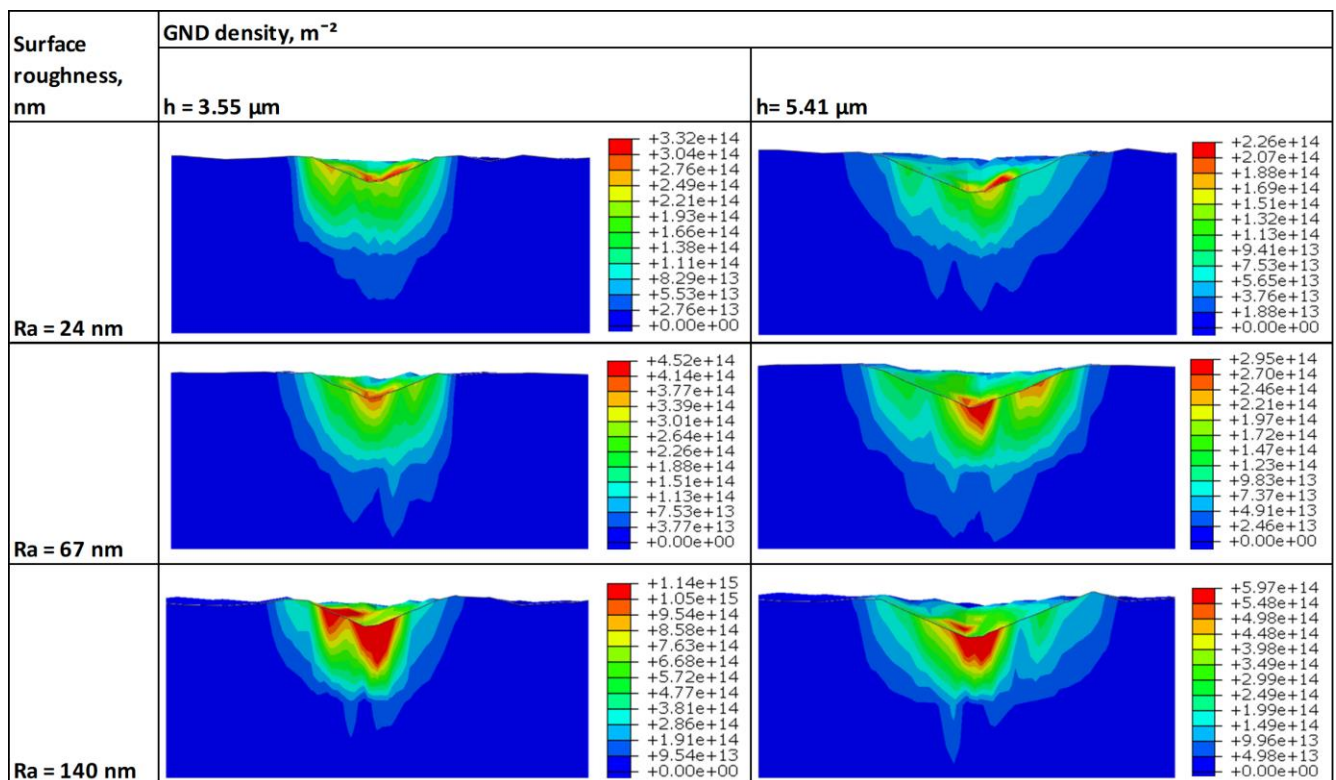 Surface
roughness,
nm
GND density, m⁻²
h = 3.55 µm
h= 5.41 µm
Ra = 24 nm
+3.32e+14
+3.04e+14
+2.76e+14
+2.49e+14
+2.21e+14
+1.93e+14
+1.66e+14
+1.38e+14
+1.11e+14
+8.29e+13
+5.53e+13
+2.76e+13
+0.00e+00
+2.26e+14
+2.07e+14
+1.88e+14
+1.69e+14
+1.51e+14
+1.32e+14
+1.13e+14
+9.41e+13
+7.53e+13
+5.65e+13
+3.76e+13
+1.88e+13
+0.00e+00
Ra = 67 nm
+4.52e+14
+4.14e+14
+3.77e+14
+3.39e+14
+3.01e+14
+2.64e+14
+2.26e+14
+1.88e+14
+1.51e+14
+1.13e+14
+7.53e+13
+3.77e+13
+0.00e+00
+2.95e+14
+2.70e+14
+2.46e+14
+2.21e+14
+1.97e+14
+1.72e+14
+1.47e+14
+1.23e+14
+9.83e+13
+7.37e+13
+4.91e+13
+2.46e+13
+0.00e+00
Ra = 140 nm
+1.14e+15
+1.05e+15
+9.54e+14
+8.58e+14
+7.63e+14
+6.68e+14
+5.72e+14
+4.77e+14
+3.81e+14
+2.86e+14
+1.91e+14
+9.54e+13
+0.00e+00
+5.97e+14
+5.48e+14
+4.98e+14
+4.48e+14
+3.98e+14
+3.49e+14
+2.99e+14
+2.49e+14
+1.99e+14
+1.49e+14
+9.96e+13
+4.98e+13
+0.00e+00